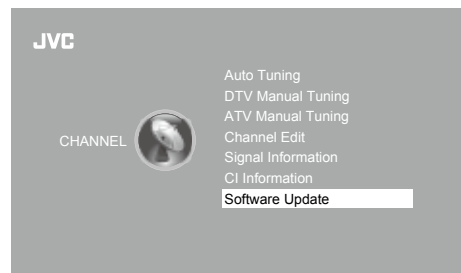 JVC
CHANNEL
Auto Tuning
DTV Manual Tuning
ATV Manual Tuning
Channel Edit
Signal Information
CI Information
Software Update